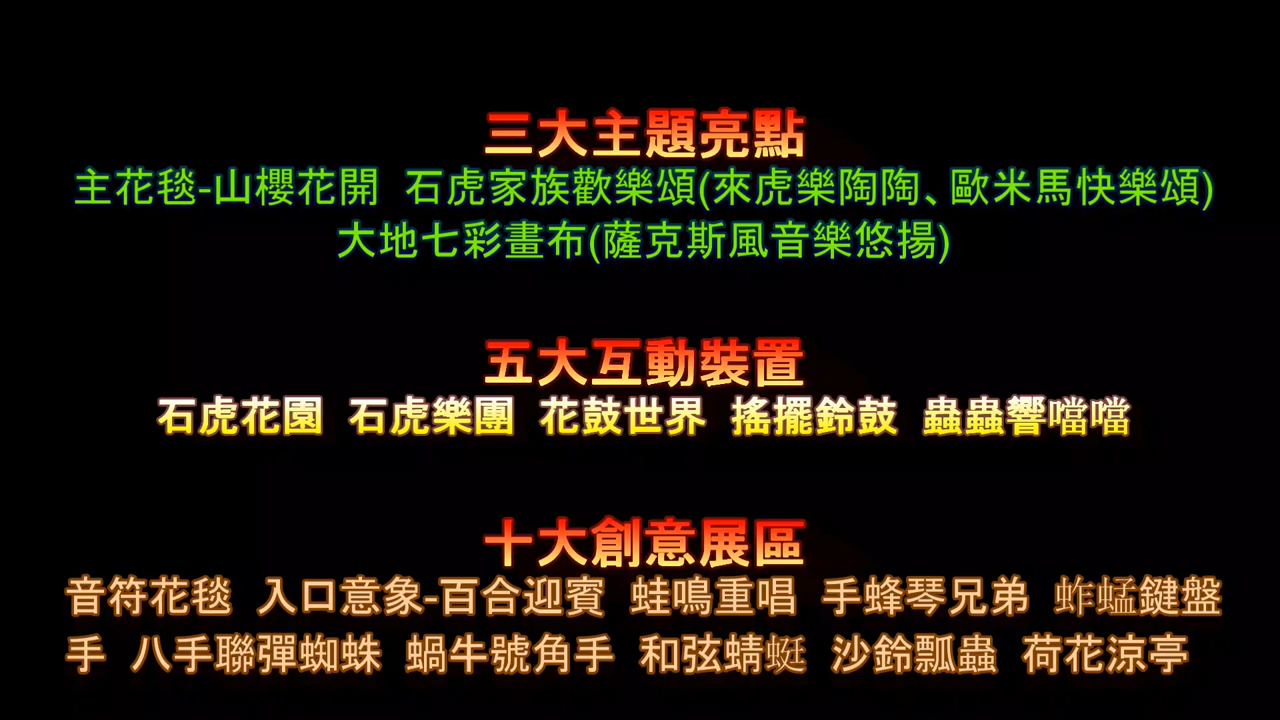 三大主題亮點
主花毯-山櫻花開 石虎家族歡樂頌(來虎樂陶陶、歐米馬快樂頌)
大地七彩畫布(薩克斯風音樂悠揚)
五大互動裝置
石虎花園 石虎樂團 花鼓世界 搖擺鈴鼓 蟲蟲響噹噹
十大創意展區
音符花毯 入口意象-百合迎賓 蛙鳴重唱 手蜂琴兄弟 蚱蜢鍵盤
手 八手聯彈蜘蛛 蝸牛號角手 和弦蜻蜓 沙鈴瓢蟲 荷花涼亭